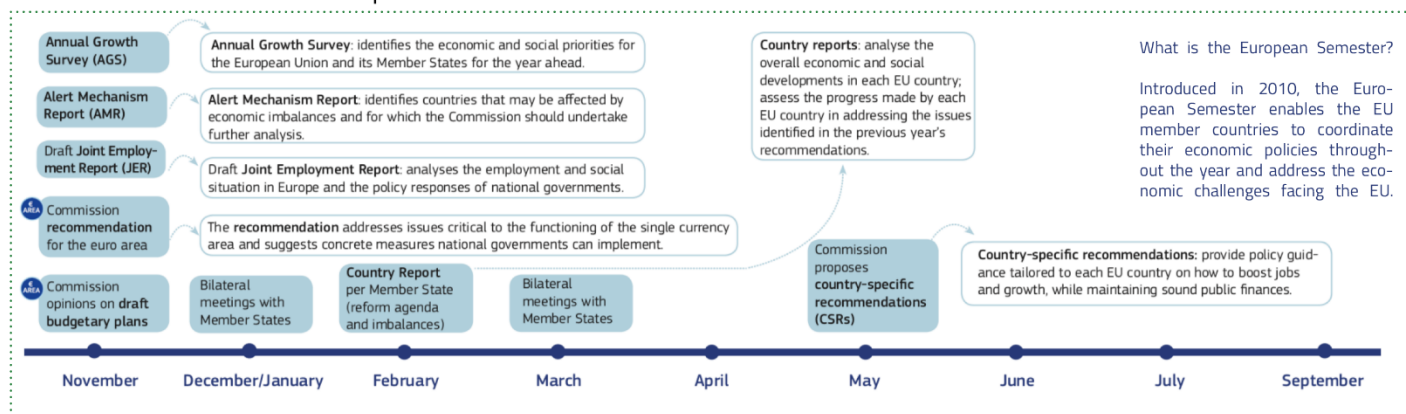 Annual Growth
Survey (AGS)
Annual Growth Survey: identifies the economic and social priorities for
the European Union and its Member States for the year ahead.
Alert Mechanism
Report (AMR)
Alert Mechanism Report: identifies countries that may be affected by
economic imbalances and for which the Commission should undertake
further analysis.
Draft Joint Employ-
ment Report (JER)
Draft Joint Employment Report: analyses the employment and social
situation in Europe and the policy responses of national governments.
AREA
Commission
recommendation
for the euro area
The recommendation addresses issues critical to the functioning of the single currency
area and suggests concrete measures national governments can implement.
AREA
Commission
opinions on draft
budgetary plans
Bilateral
meetings with
Member States
Country Report
per Member State
(reform agenda
and imbalances)
Bilateral
meetings with
Member States
Country reports: analyse the
overall economic and social
developments in each EU country;
assess the progress made by each
EU country in addressing the issues
identified in the previous year's
recommendations.
Commission
proposes
country-specific
recommendations
(CSRs)
Country-specific recommendations: provide policy guid-
ance tailored to each EU country on how to boost jobs
and growth, while maintaining sound public finances.
What is the European Semester?
Introduced in 2010, the Euro-
pean Semester enables the EU
member countries to coordinate
their economic policies through-
out the year and address the eco-
nomic challenges facing the EU.
November
December/January
February
March
April
May
June
July
September